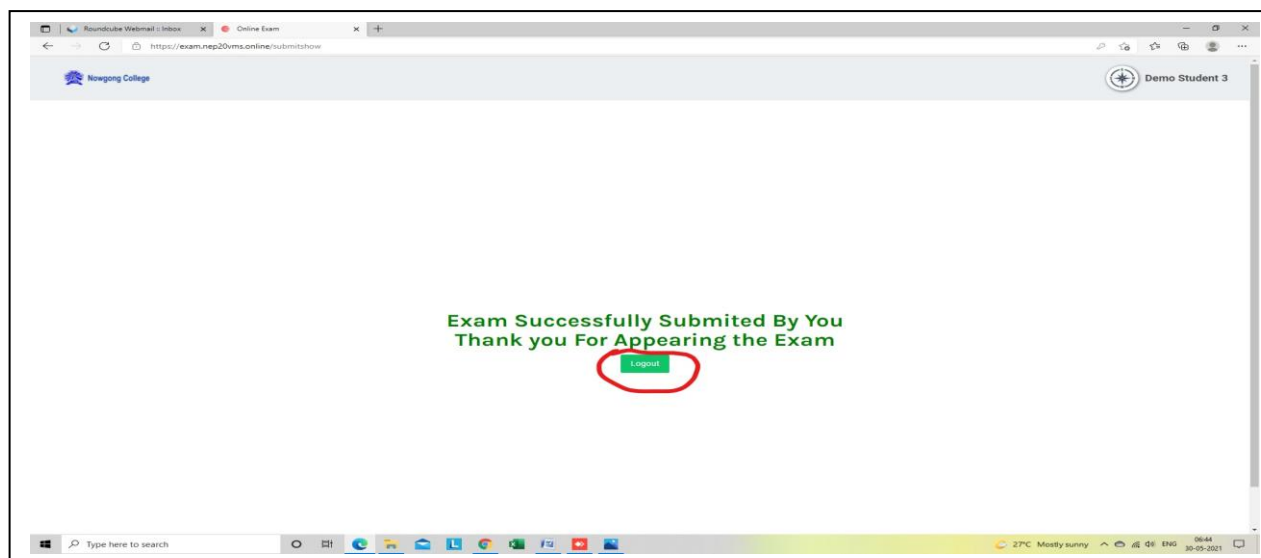 Roundcube Webmail :: Inbox
Online Exam
https://exam.nep20vms.online/submitshow
Nowgong College
Demo Student 3
Exam Successfully Submited By You
Thank you For Appearing the Exam
Logout
Type here to search
27°C Mostly sunny
ENG
06:44
30-05-2021